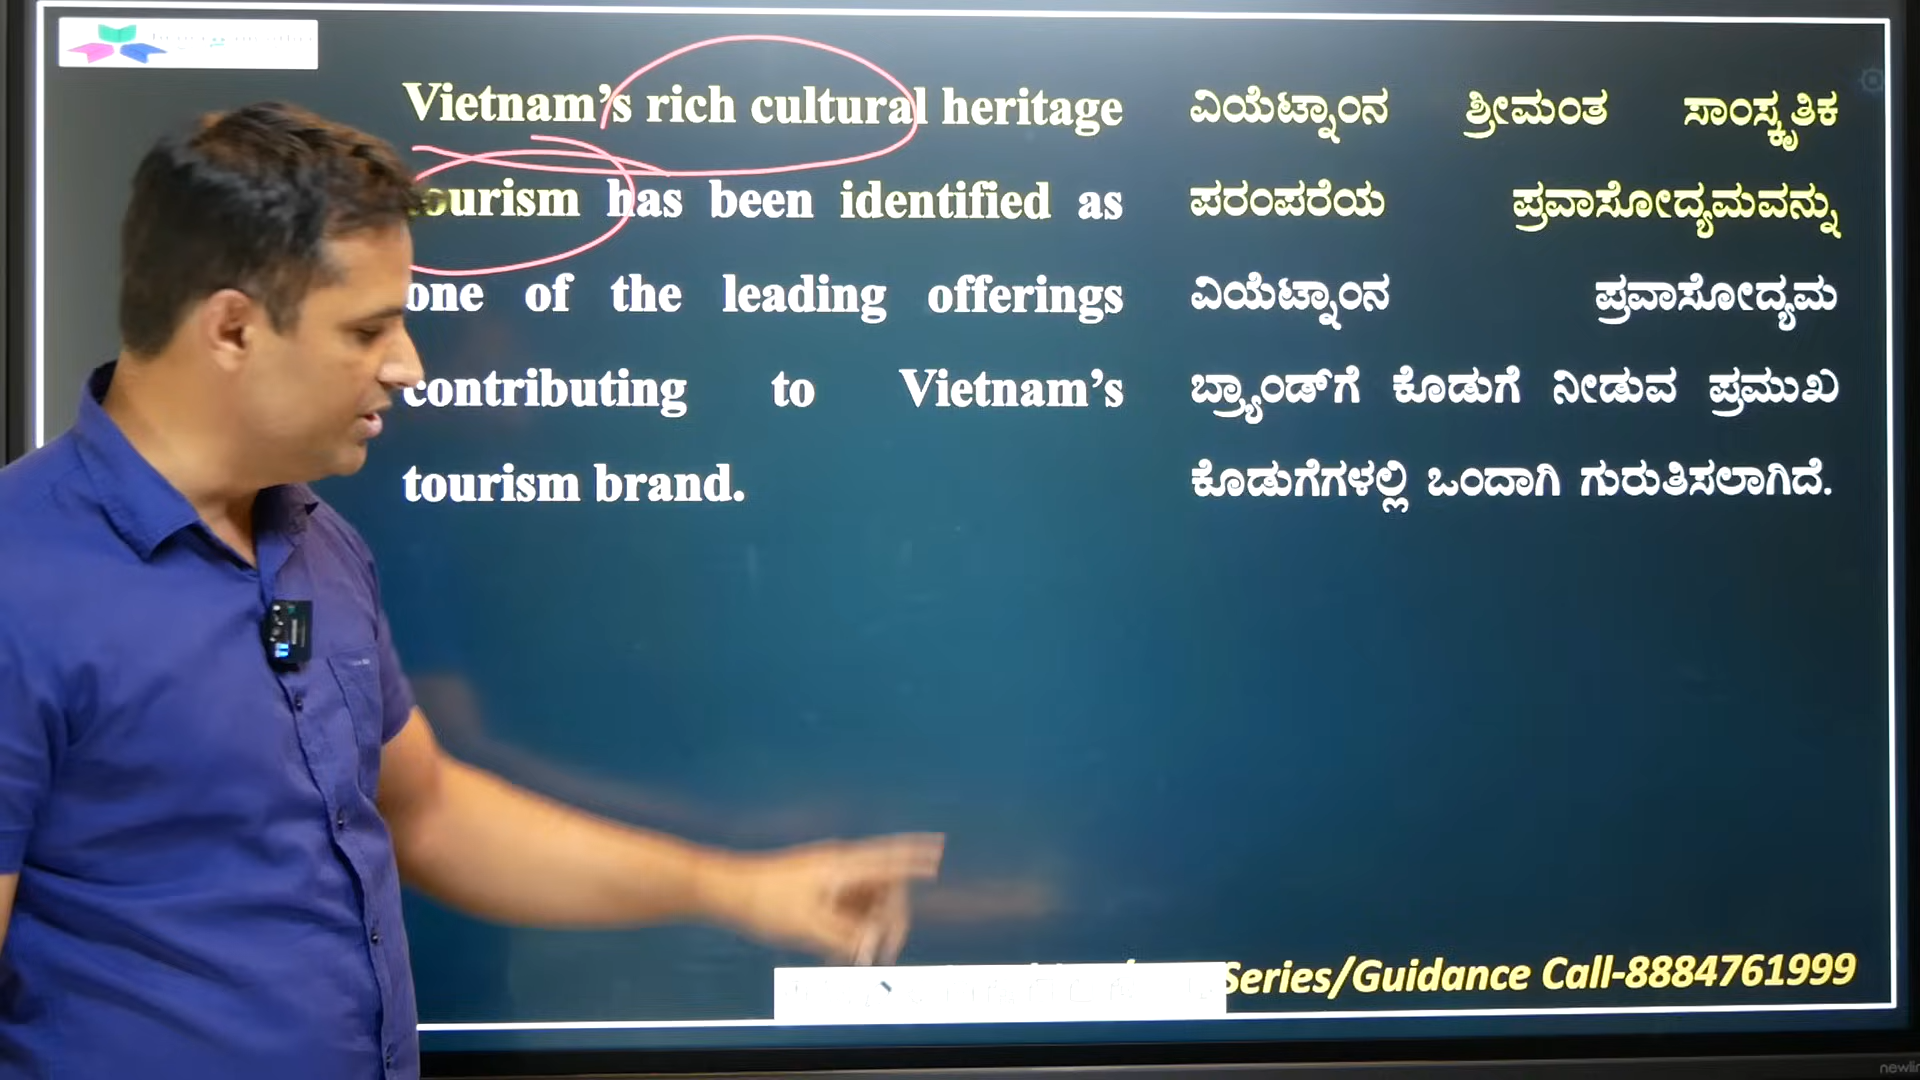 Vietnam's rich cultural heritage
tourism has been identified as
one of the leading offerings
contributing to Vietnam's
tourism brand.
ವಿಯೆಟ್ನಾಂನ ಶ್ರೀಮಂತ ಸಾಂಸ್ಕೃತಿಕ
ಪರಂಪರೆಯ ಪ್ರವಾಸೋದ್ಯಮವನ್ನು
ವಿಯೆಟ್ನಾಂನ ಪ್ರವಾಸೋದ್ಯಮ
ಬ್ರ್ಯಾಂಡ್‌ಗೆ ಕೊಡುಗೆ ನೀಡುವ ಪ್ರಮುಖ
ಕೊಡುಗೆಗಳಲ್ಲಿ ಒಂದಾಗಿ ಗುರುತಿಸಲಾಗಿದೆ.
Series/Guidance Call-8884761999